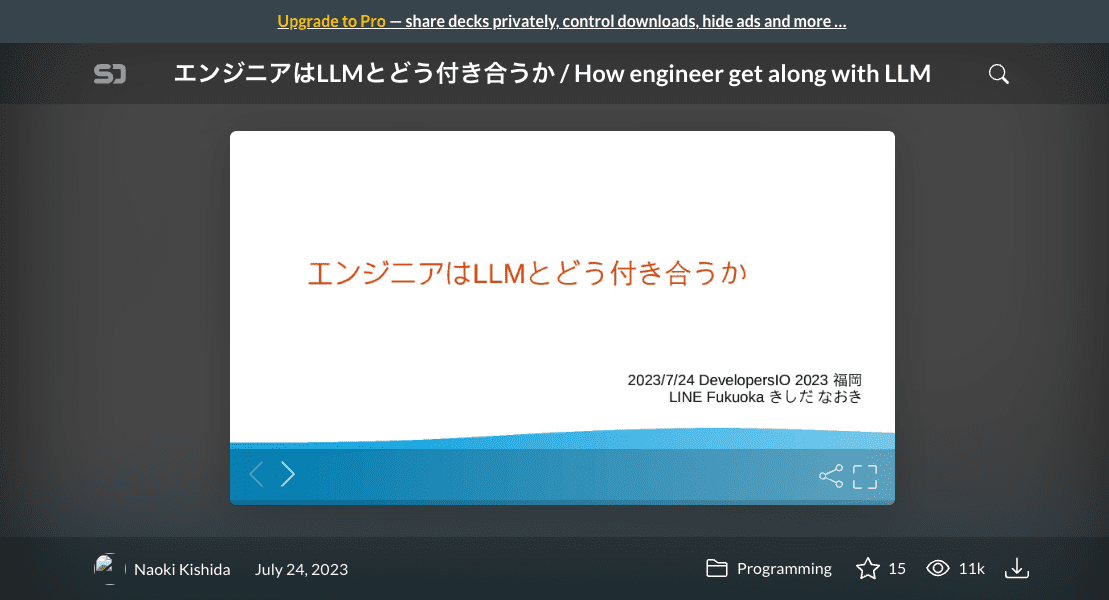 Upgrade to Pro — share decks privately, control downloads, hide ads and more …
SD
エンジニアはLLMとどう付き合うか / How engineer get along with LLM
エンジニアはLLMとどう付き合うか
2023/7/24 DevelopersIO 2023 福岡
LINE Fukuoka きしだ なおき
Naoki Kishida
July 24, 2023
Programming
15
11k